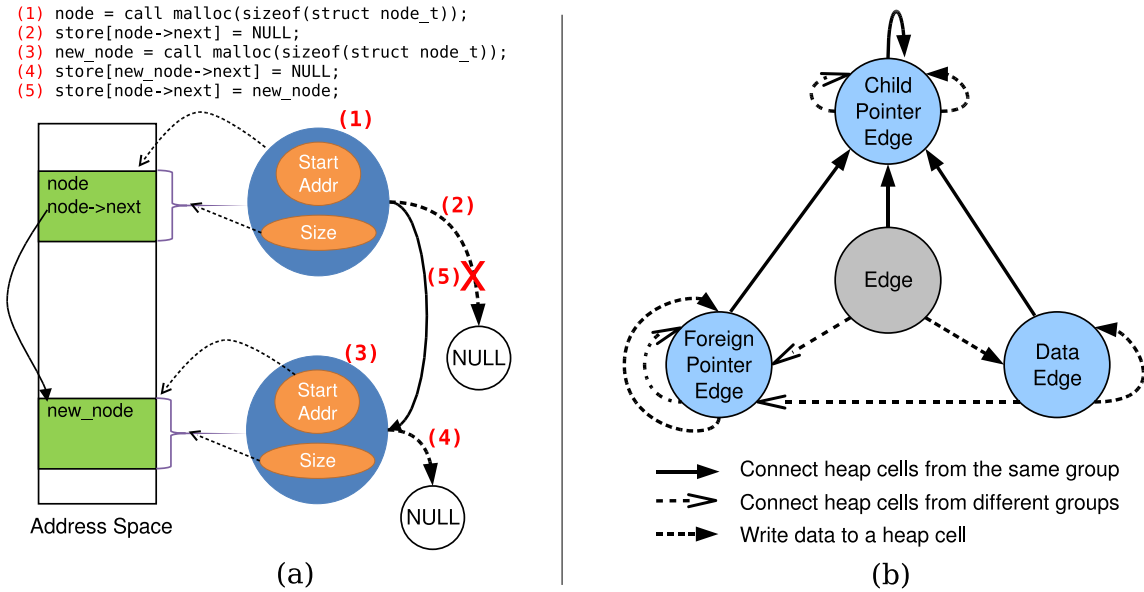 (1) node = call malloc(sizeof(struct node_t));
(2) store[node->next] = NULL;
(3) new_node = call malloc(sizeof(struct node_t));
(4) store[new_node->next] = NULL;
(5) store[node->next] = new_node;
(1)
Start
Addr
Size
node
node->next
(2)
(5)
X
NULL
(3)
Start
Addr
Size
new_node
(4)
NULL
Address Space
(a)
Child
Pointer
Edge
Edge
Foreign
Pointer
Edge
Data
Edge
Connect heap cells from the same group
Connect heap cells from different groups
Write data to a heap cell
(b)